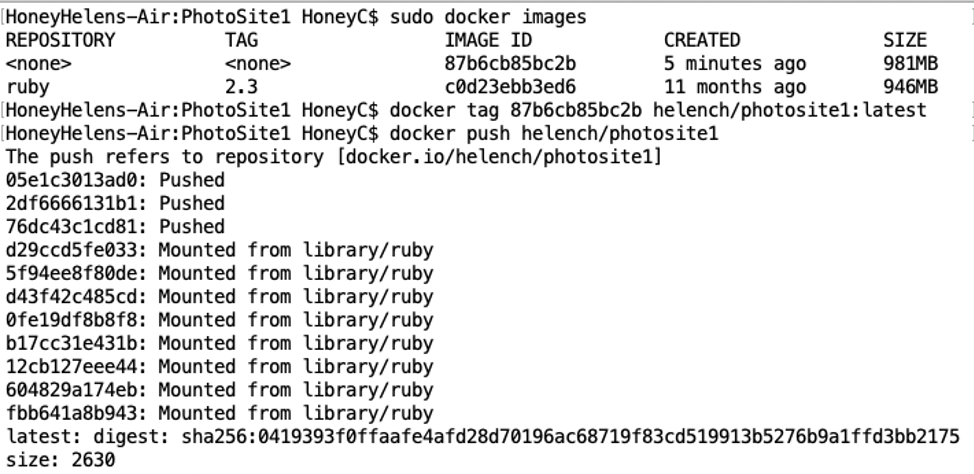 [HoneyHelens-Air:PhotoSite1 HoneyC$ sudo docker images
REPOSITORY TAG IMAGE ID CREATED SIZE
<none> <none> 87b6cb85bc2b 5 minutes ago 981MB
ruby 2.3 c0d23ebb3ed6 11 months ago 946MB
[HoneyHelens-Air:PhotoSite1 HoneyC$ docker tag 87b6cb85bc2b helench/photosite1:latest ]
[HoneyHelens-Air:PhotoSite1 HoneyC$ docker push helench/photosite1 ]
The push refers to repository [docker.io/helench/photosite1]
05e1c3013ad0: Pushed
2df6666131b1: Pushed
76dc43c1cd81: Pushed
d29ccd5fe033: Mounted from library/ruby
5f94ee8f80de: Mounted from library/ruby
d43f42c485cd: Mounted from library/ruby
0fe19df8b8f8: Mounted from library/ruby
b17cc31e431b: Mounted from library/ruby
12cb127eee44: Mounted from library/ruby
604829a174eb: Mounted from library/ruby
fbb641a8b943: Mounted from library/ruby
latest: digest: sha256:0419393f0ffaafe4afd28d70196ac68719f83cd519913b5276b9a1ffd3bb2175
size: 2630